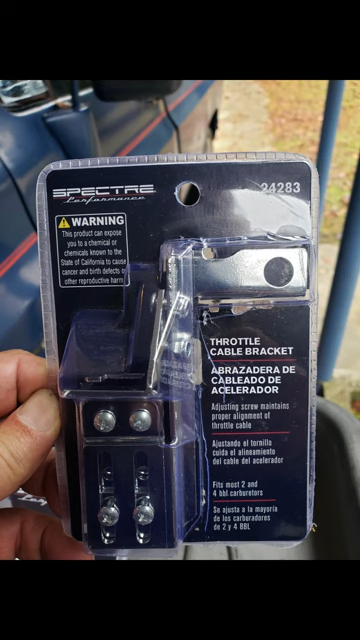 SPECTRE
Performance
24283
WARNING
This product can expose
you to a chemical or
chemicals known to the
State of California to cause
cancer and birth defects or
other reproductive harm
THROTTLE
CABLE BRACKET
ABRAZADERA DE
CABLEADO DE
ACELERADOR
Adjusting screw maintains
proper alignment of
throttle cable
Ajustando el tornillo
cuida el alineamiento
del cable del acelerador
Fits most 2 and
4 bbl carburetors
Se ajusta a la mayoría
de los carburadores
de 2 y 4 BBL